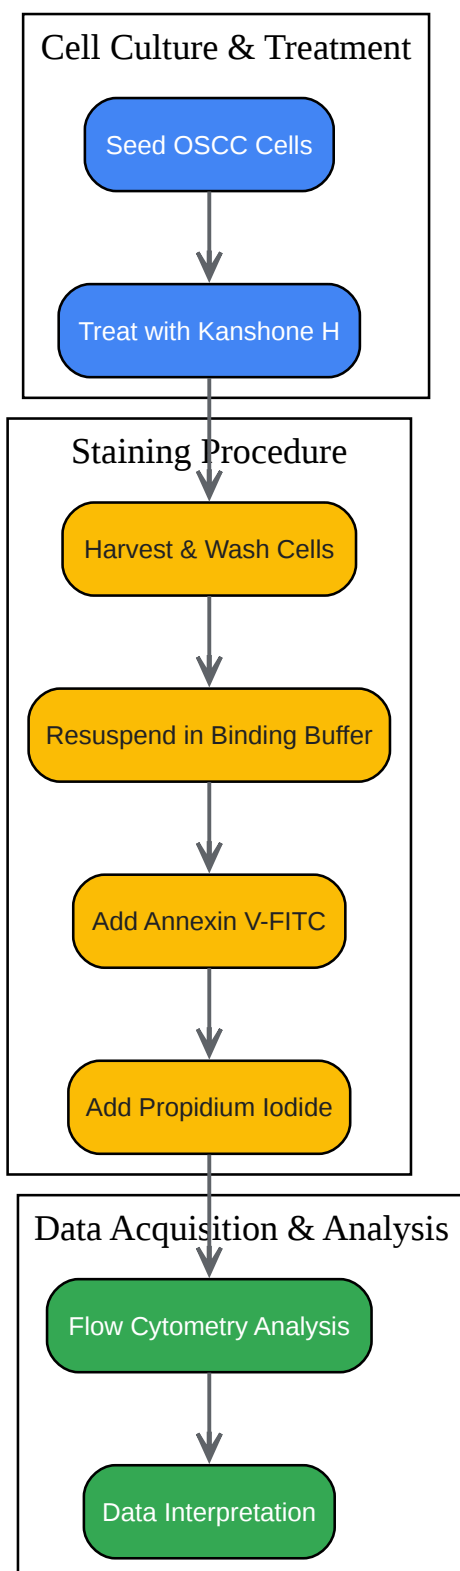 Cell Culture & Treatment
Seed OSCC Cells
Treat with Kanshone H
Staining Procedure
Harvest & Wash Cells
Resuspend in Binding Buffer
Add Annexin V-FITC
Add Propidium Iodide
Data Acquisition & Analysis
Flow Cytometry Analysis
Data Interpretation